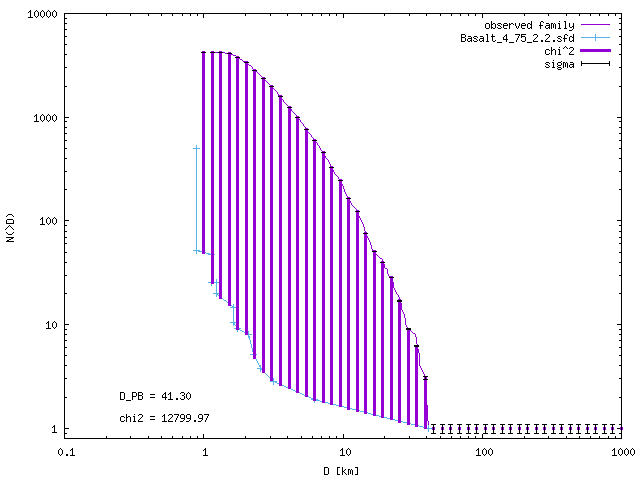 10000
observed family
Basalt_4_75_2.2.sfd
chi^2
sigma
1000
100
10
1
N(>D)
D_PB = 41.30
chi2 = 12799.97
0.1 1 10 100 1000
D [km]